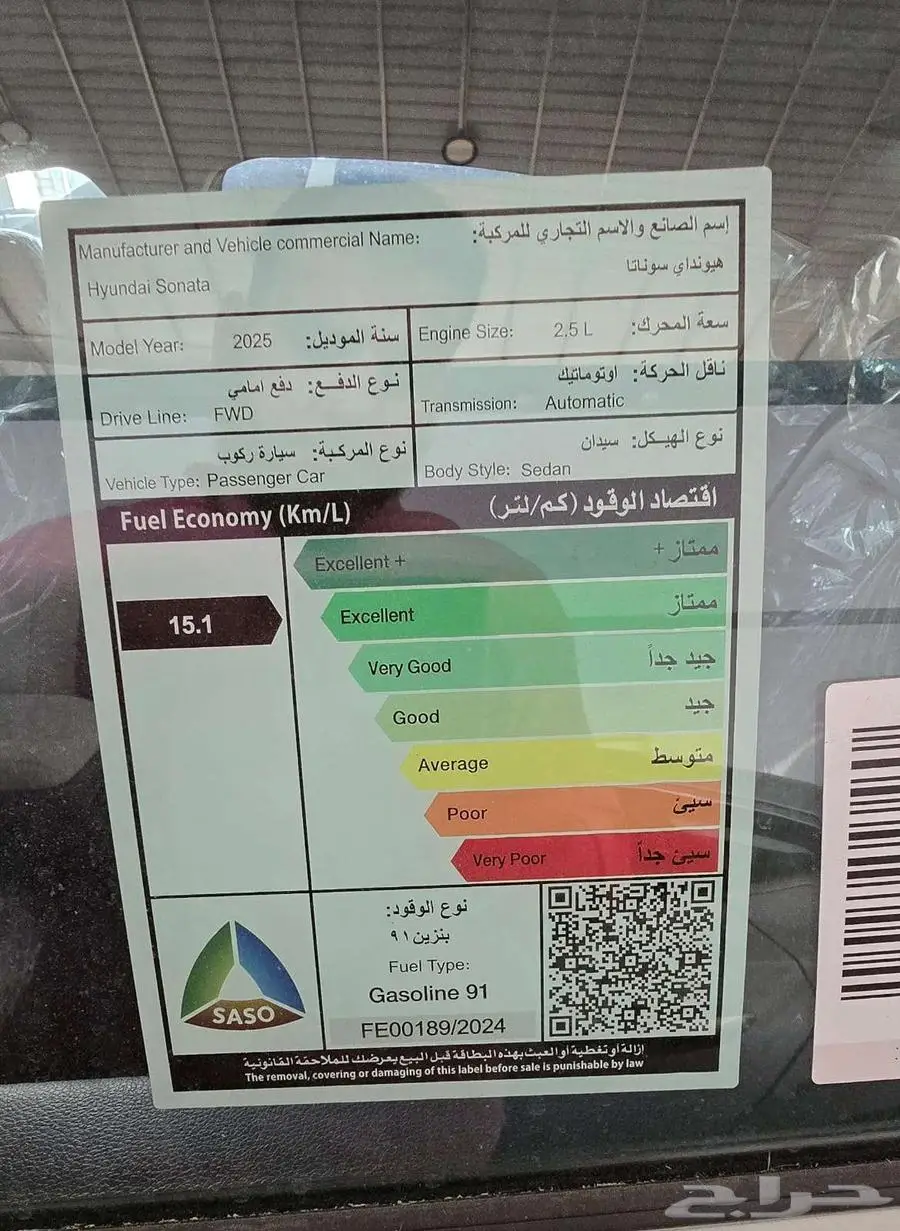 إسم الصانع والاسم التجاري للمركبة:
Manufacturer and Vehicle commercial Name:
هيونداي سوناتا
Hyundai Sonata
Model Year: 2025 سنة الموديل:
Engine Size: 2.5 L سعة المحرك:
نوع الدفـــع: دفع امامي
Drive Line: FWD
ناقل الحركة: اوتوماتيك
Transmission: Automatic
نوع المركبة: سيارة ركوب
Vehicle Type: Passenger Car
نوع الهيـكل: سيدان
Body Style: Sedan
Fuel Economy (Km/L) اقتصاد الوقود (كم/لتر)
Excellent + ممتاز +
15.1
Excellent ممتاز
Very Good جيد جداً
Good جيد
Average متوسط
Poor سيئ
Very Poor سيئ جداً
SASO
نوع الوقود:
بنزين ٩١
Fuel Type:
Gasoline 91
FE00189/2024
إزالة أو تغطية أو العبث بهذه البطاقة قبل البيع يعرضك للملاحقة القانونية
The removal, covering or damaging of this label before sale is punishable by law
حراج